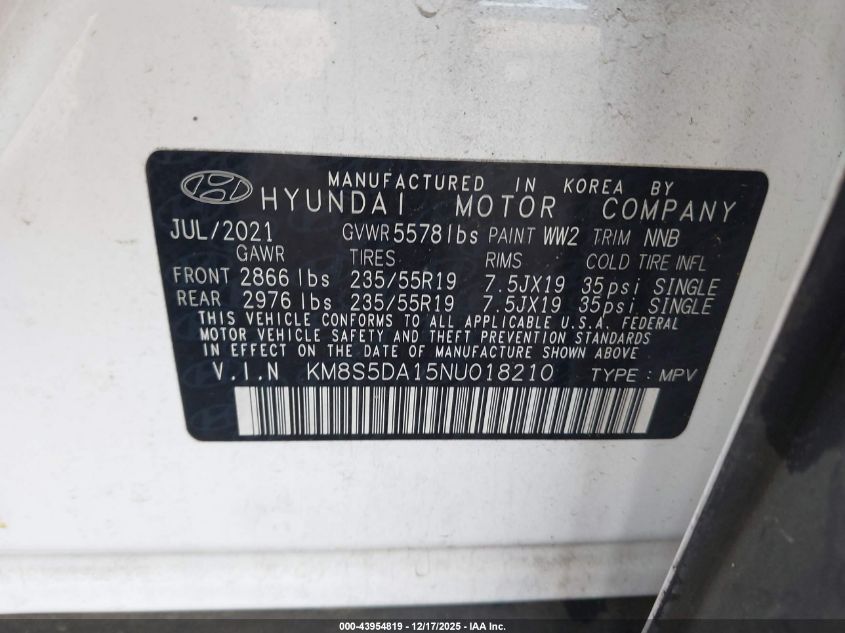 MANUFACTURED IN KOREA BY
HYUNDAI MOTOR COMPANY
JUL/2021 GVWR 5578lbs PAINT WW2 TRIM NNB
GAWR TIRES RIMS COLD TIRE INFL
FRONT 2866 lbs 235/55R19 7.5JX19 35psi SINGLE
REAR 2976 lbs 235/55R19 7.5JX19 35psi SINGLE
THIS VEHICLE CONFORMS TO ALL APPLICABLE U.S.A. FEDERAL
MOTOR VEHICLE SAFETY AND THEFT PREVENTION STANDARDS
IN EFFECT ON THE DATE OF MANUFACTURE SHOWN ABOVE
V.I.N KM8S5DA15NU018210 TYPE : MPV
000-43954819 - 12/17/2025 - IAA Inc.